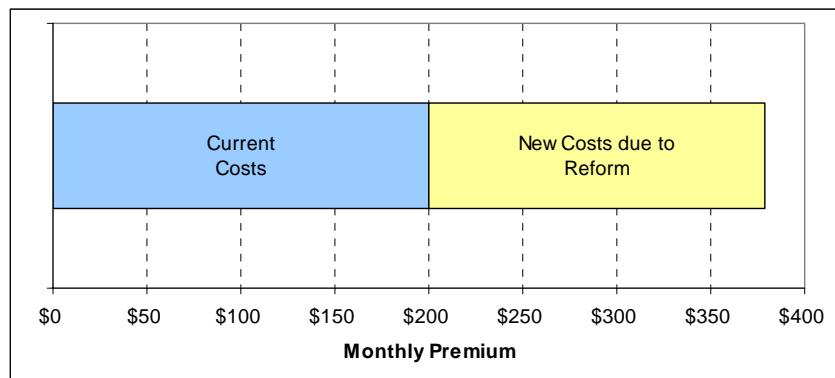 Current
Costs
New Costs due to
Reform
$0
$50
$100
$150
$200
$250
$300
$350
$400
Monthly Premium